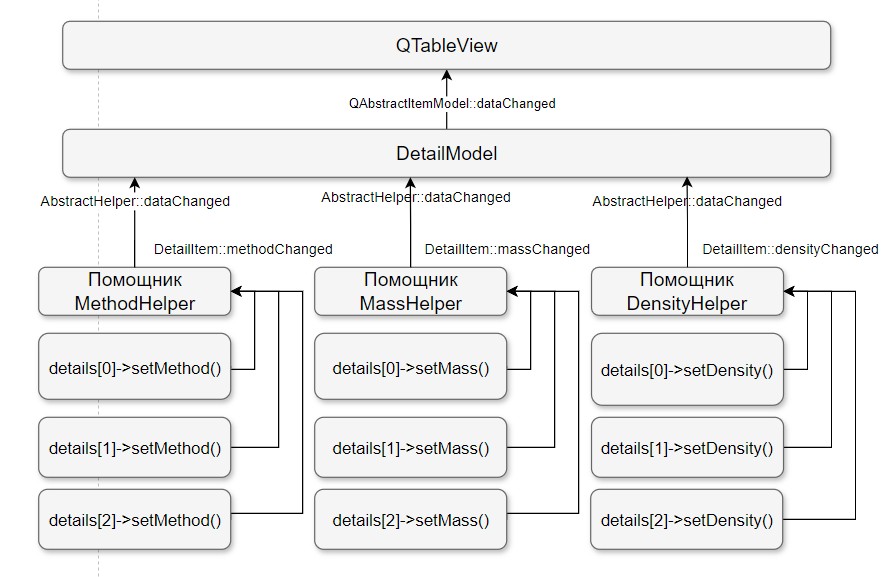 QTableView
QAbstractItemModel::dataChanged
DetailModel
AbstractHelper::dataChanged
AbstractHelper::dataChanged
AbstractHelper::dataChanged
DetailItem::methodChanged
DetailItem::massChanged
DetailItem::densityChanged
Помощник
MethodHelper
Помощник
MassHelper
Помощник
DensityHelper
details[0]->setMethod()
details[0]->setMass()
details[0]->setDensity()
details[1]->setMethod()
details[1]->setMass()
details[1]->setDensity()
details[2]->setMethod()
details[2]->setMass()
details[2]->setDensity()